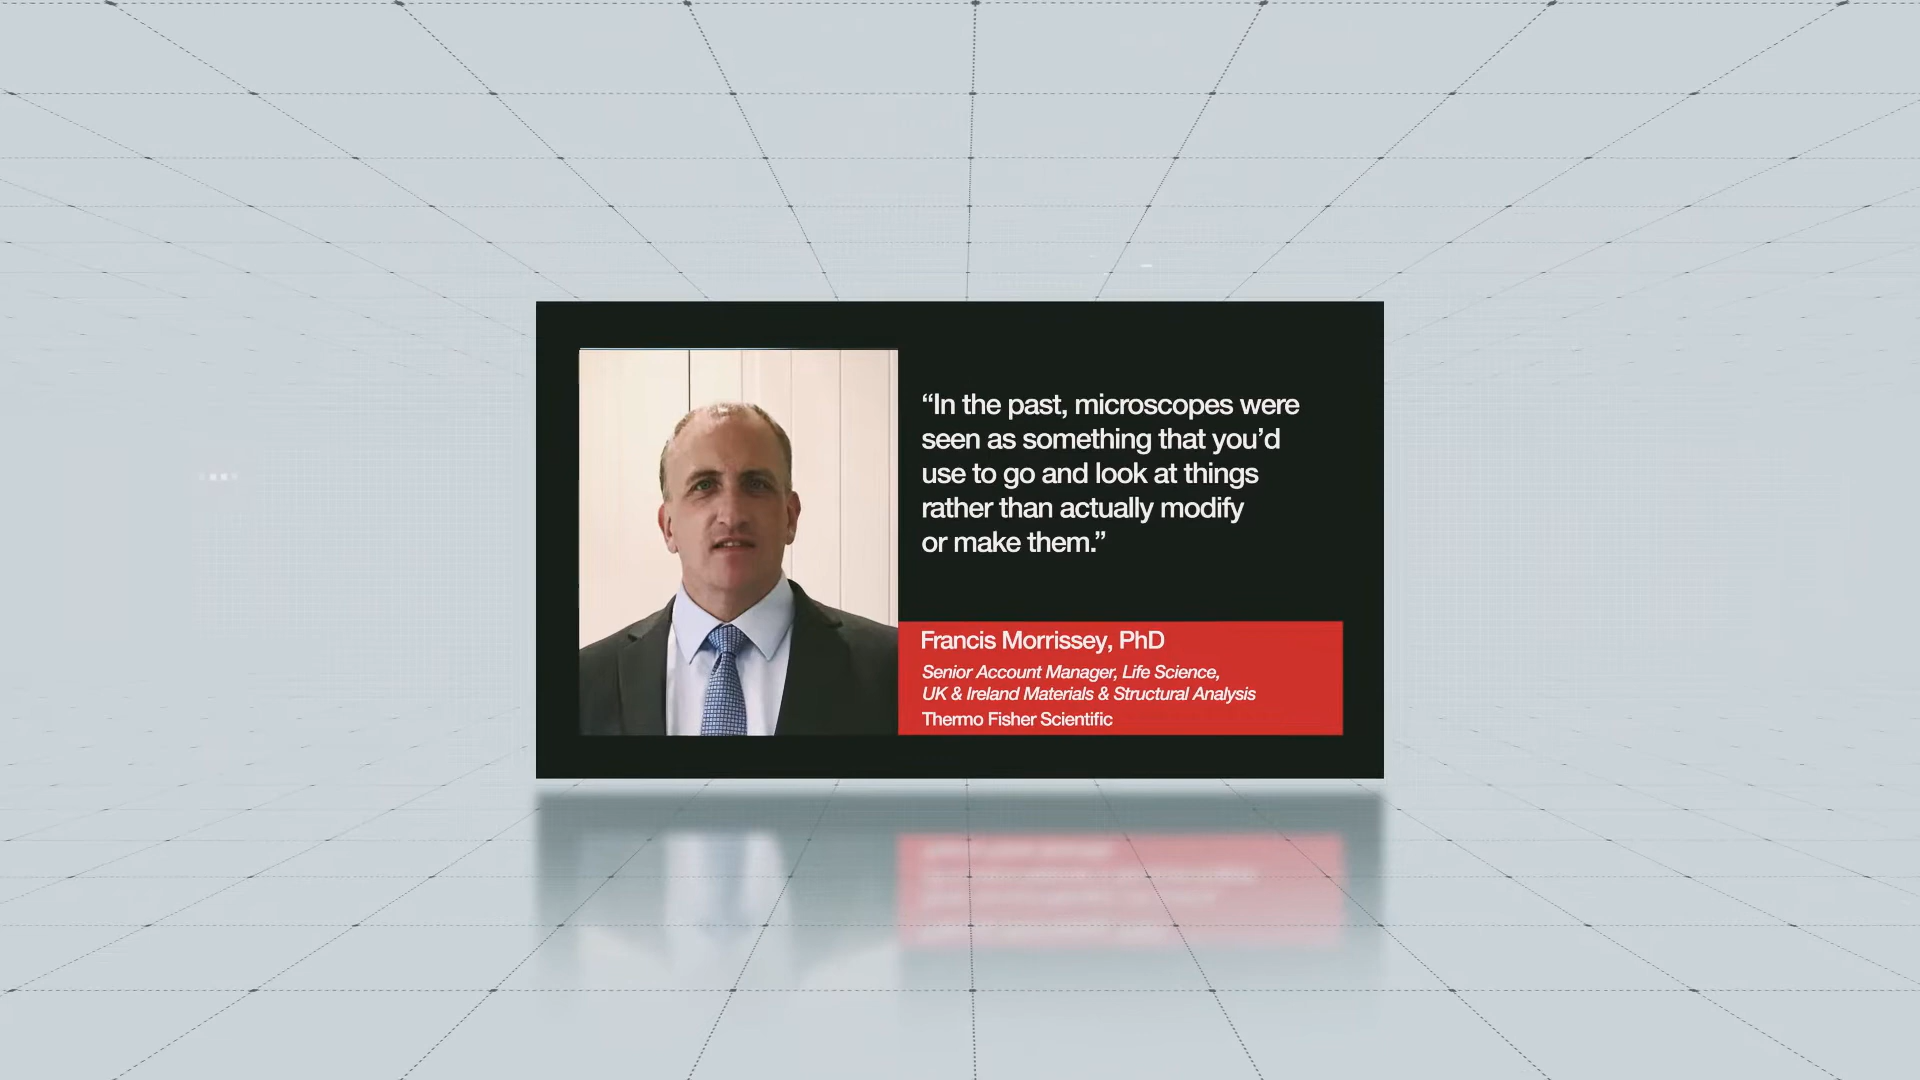 “In the past, microscopes were
seen as something that you’d
use to go and look at things
rather than actually modify
or make them.”
Francis Morrissey, PhD
Senior Account Manager, Life Science,
UK & Ireland Materials & Structural Analysis
Thermo Fisher Scientific